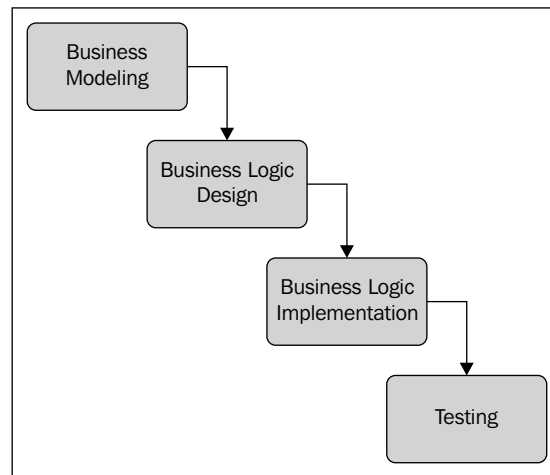 Business
Modeling
Business Logic
Design
Business Logic
Implementation
Testing